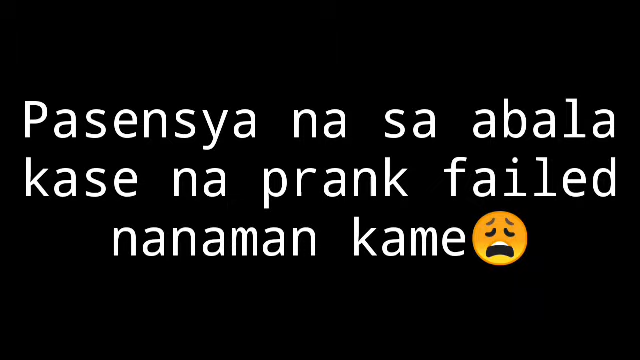 Pasensya na sa abala
kase na prank failed
nanaman kame😩